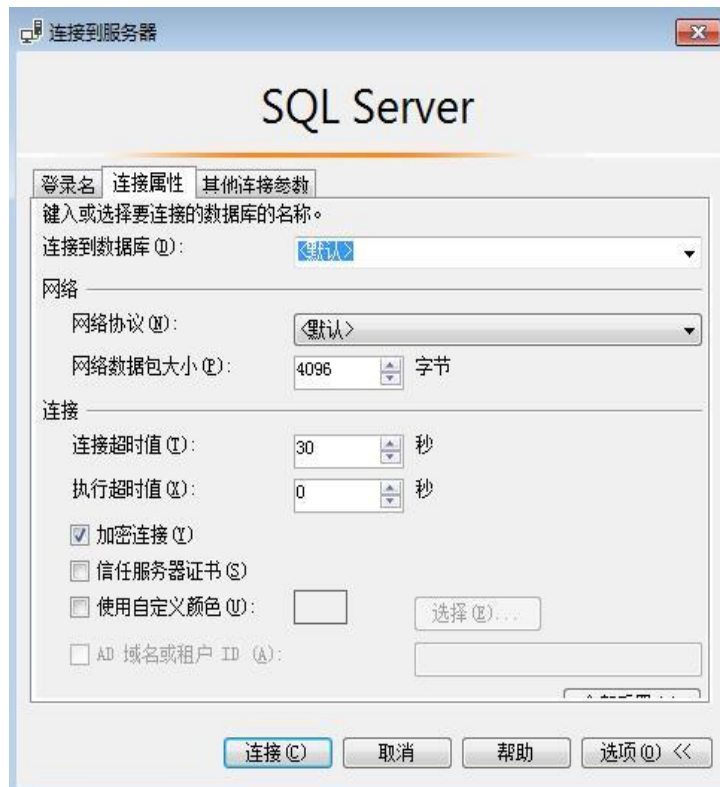 连接到服务器
SQL Server
登录名 连接属性 其他连接参数
键入或选择要连接的数据库的名称。
连接到数据库(D): <默认>
网络
网络协议(N): <默认>
网络数据包大小(P): 4096 字节
连接
连接超时值(T): 30 秒
执行超时值(X): 0 秒
加密连接(Y)
信任服务器证书(S)
使用自定义颜色(U): 选择(E)...
AD 域名或租户 ID (A):
连接(C) 取消 帮助 选项(O) <<